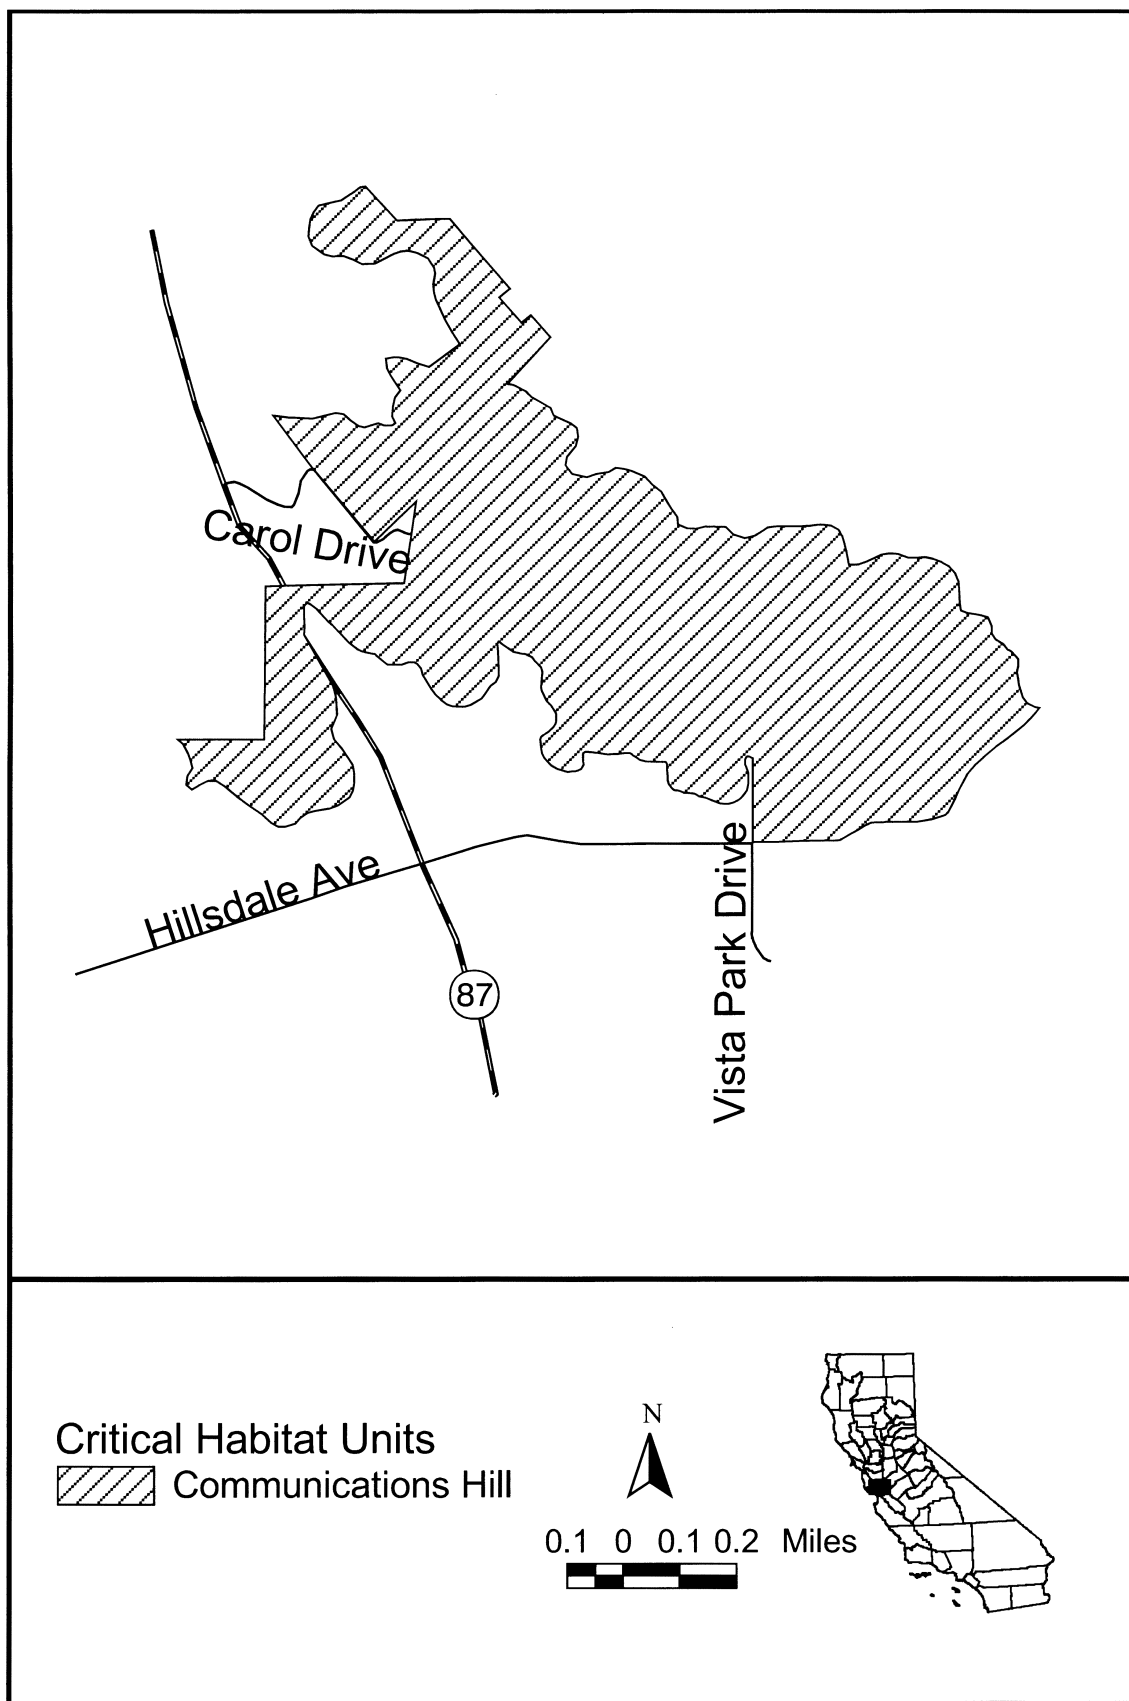 Carol Drive
Hillsdale Ave
Vista Park Drive
87
Critical Habitat Units
Communications Hill
N
0.1 0 0.1 0.2 Miles